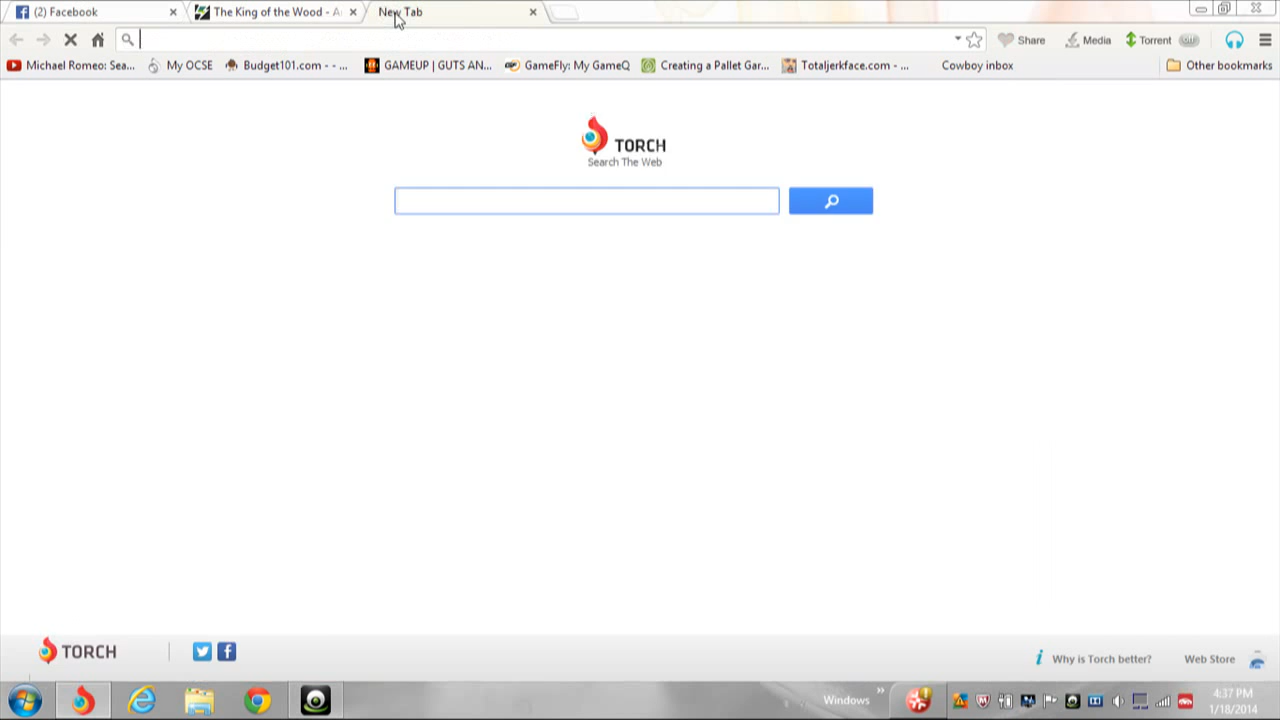 (2) Facebook
The King of the Wood - A
New Tab
Share
Media
Torrent
Michael Romeo: Sea...
My OCSE
Budget101.com - - ...
GAMEUP | GUTS AN...
GameFly: My GameQ
Creating a Pallet Gar...
Totaljerkface.com - ...
Cowboy inbox
Other bookmarks
TORCH
Search The Web
TORCH
Why is Torch better?
Web Store
Windows
4:37 PM
1/18/2014